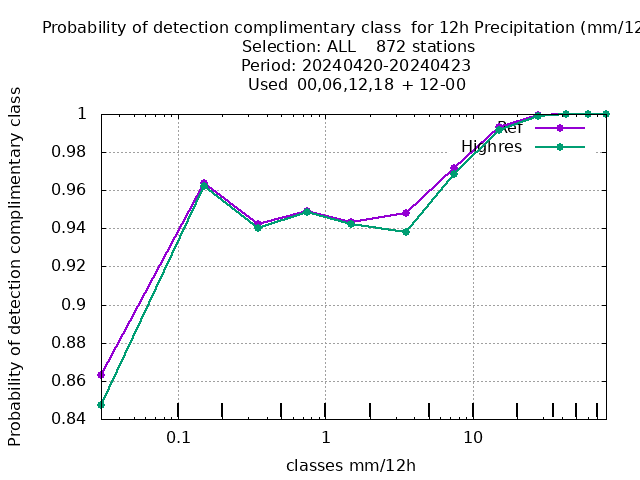 Probability of detection complimentary class  for 12h Precipitation (mm/12
Selection: ALL    872 stations
Period: 20240420-20240423
Used 00,06,12,18 + 12-00
Probability of detection complimentary class
1
0.98
0.96
0.94
0.92
0.9
0.88
0.86
0.84
Ref
Highres
0.1
1
10
classes mm/12h